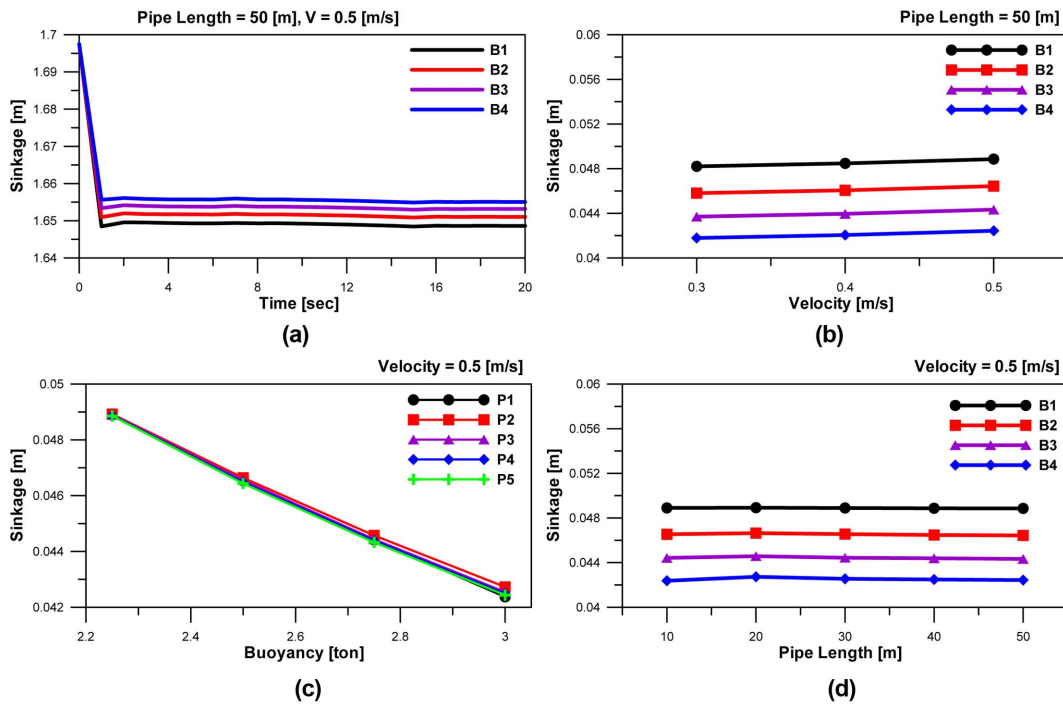 Pipe Length = 50 [m], V = 0.5 [m/s]
1.7
1.69
1.68
1.67
1.66
1.65
1.64
Sinkage [m]
B1
B2
B3
B4
0 4 8 12 16 20
Time [sec]
(a)
Pipe Length = 50 [m]
0.06
0.056
0.052
0.048
0.044
0.04
Sinkage [m]
B1
B2
B3
B4
0.3 0.4 0.5
Velocity [m/s]
(b)
Velocity = 0.5 [m/s]
0.05
0.048
0.046
0.044
0.042
Sinkage [m]
P1
P2
P3
P4
P5
2.2 2.4 2.6 2.8 3
Buoyancy [ton]
(c)
Velocity = 0.5 [m/s]
0.06
0.056
0.052
0.048
0.044
0.04
Sinkage [m]
B1
B2
B3
B4
10 20 30 40 50
Pipe Length [m]
(d)